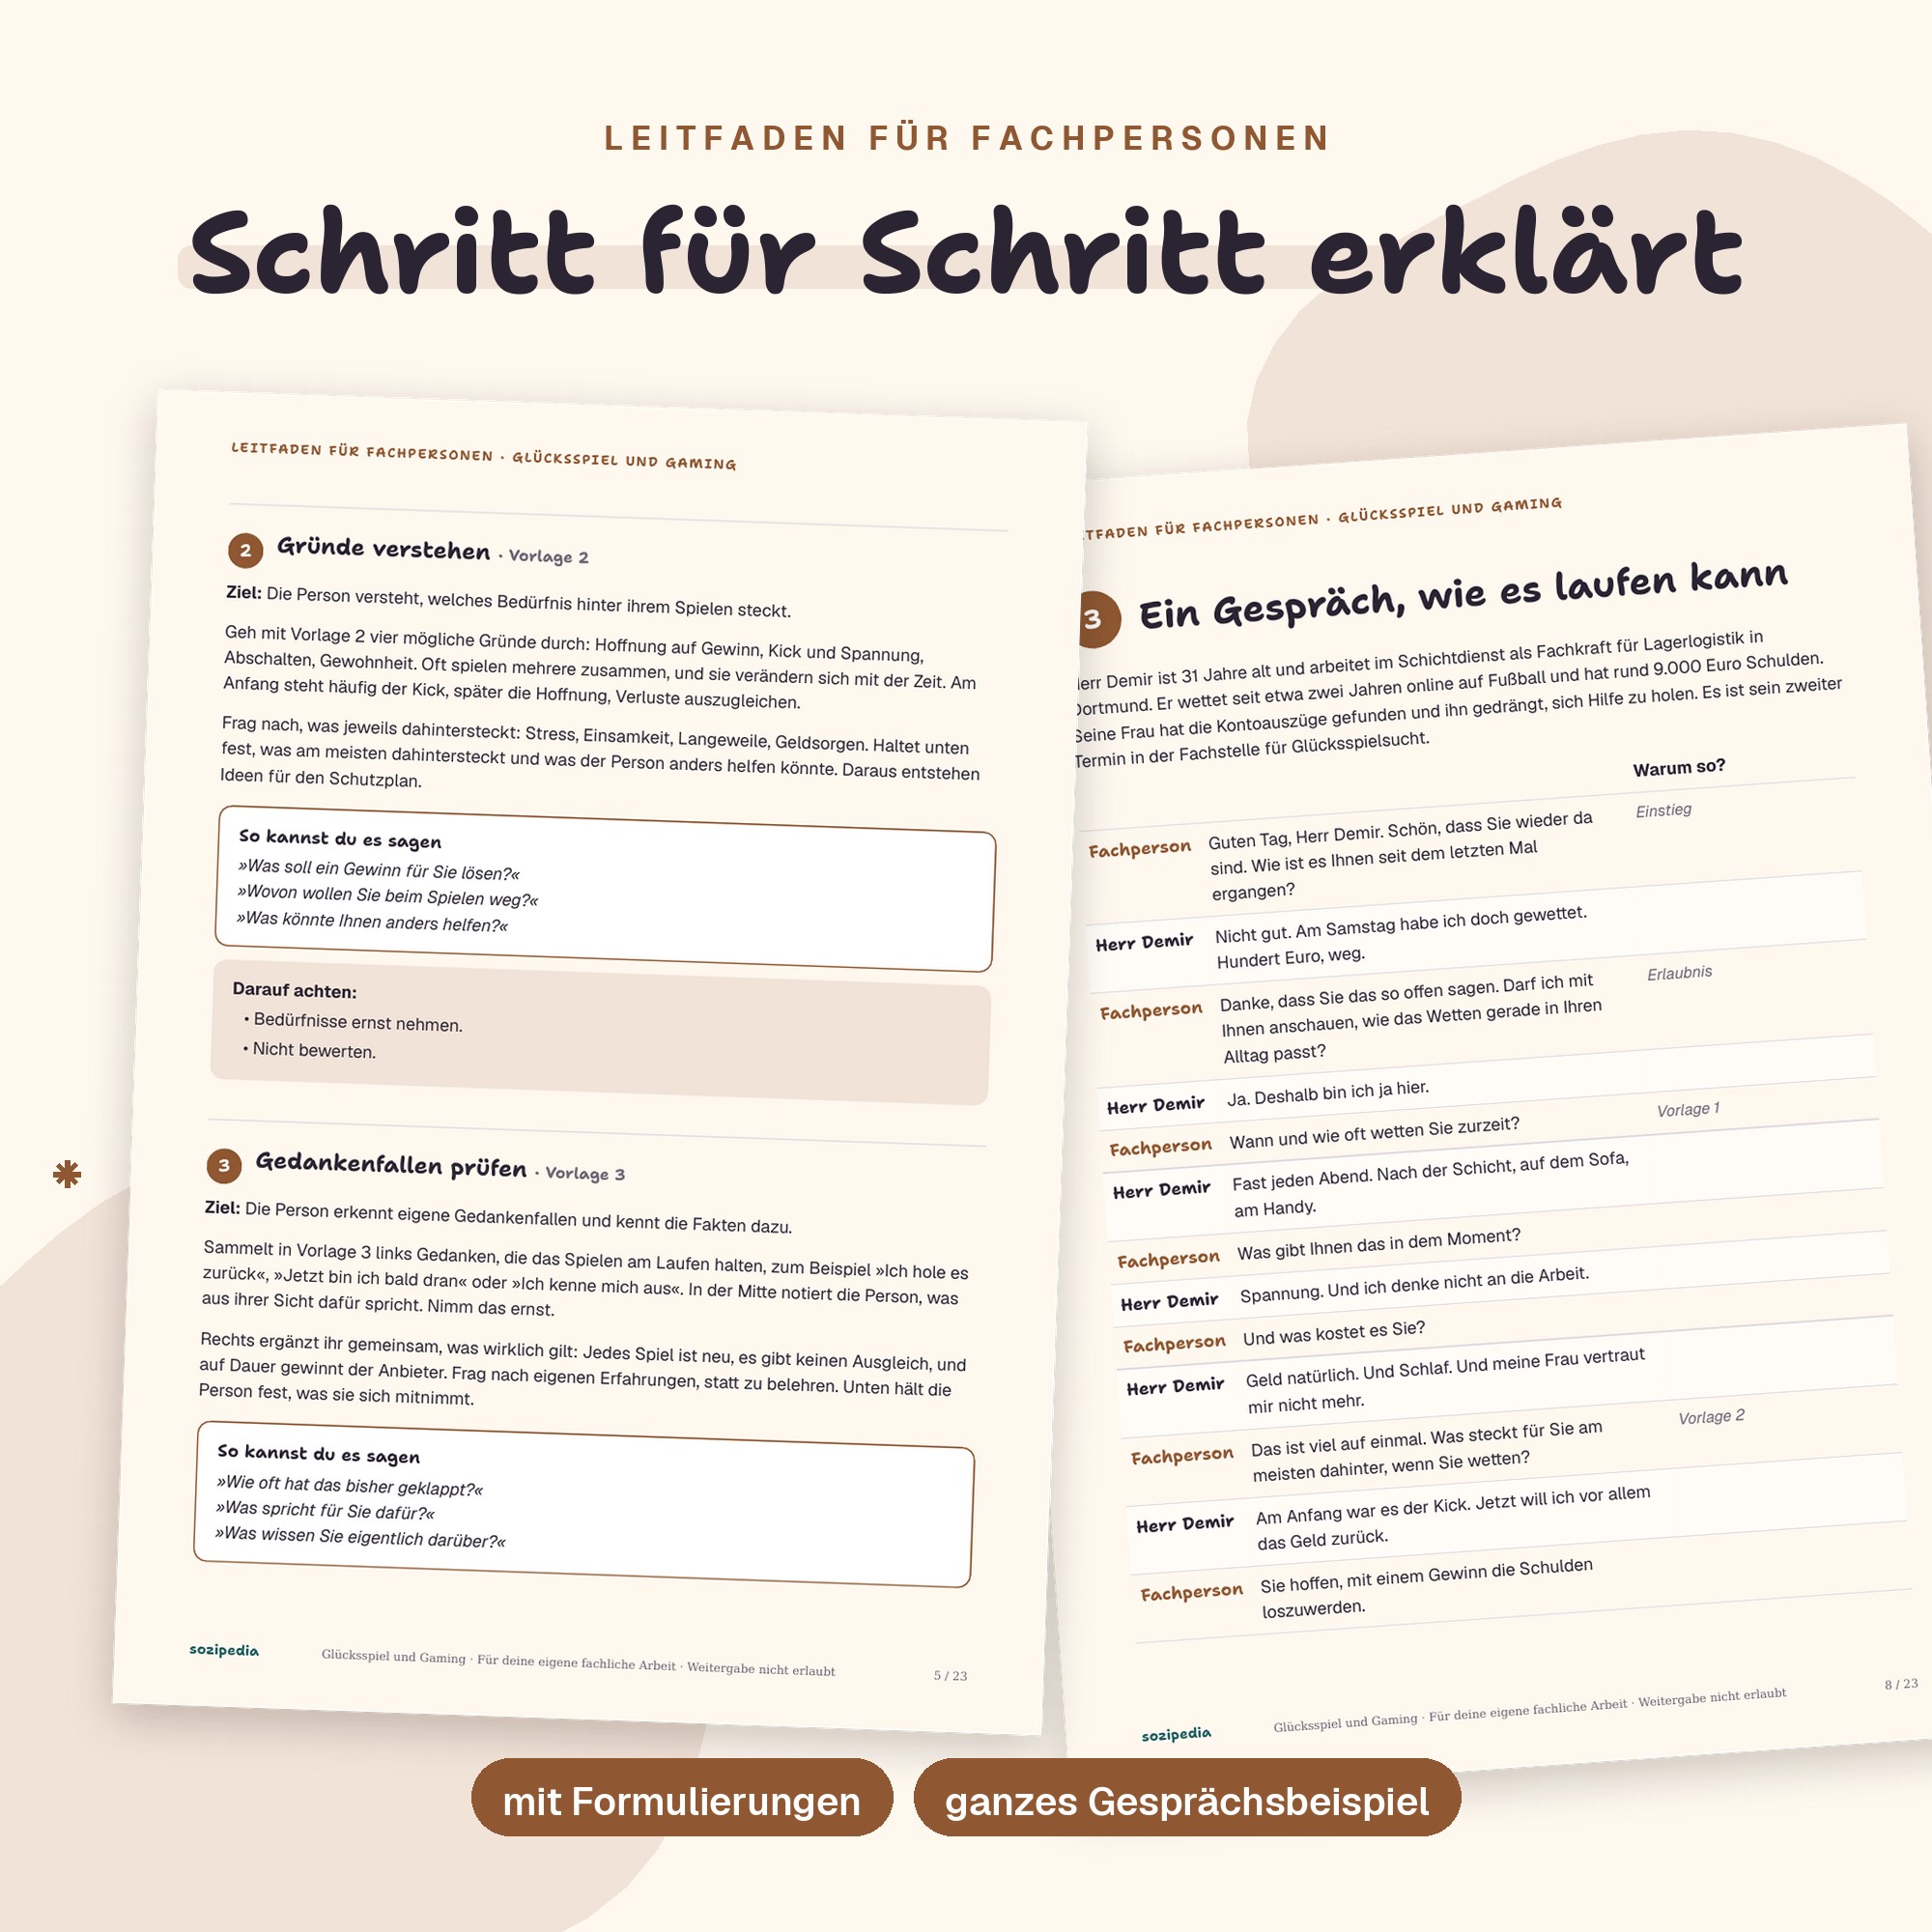 LEITFADEN FÜR FACHPERSONEN
Schritt für Schritt erklärt
LEITFADEN FÜR FACHPERSONEN · GLÜCKSSPIEL UND GAMING
2 Gründe verstehen · Vorlage 2
Ziel: Die Person versteht, welches Bedürfnis hinter ihrem Spielen steckt.
Geh mit Vorlage 2 vier mögliche Gründe durch: Hoffnung auf Gewinn, Kick und Spannung,
Abschalten, Gewohnheit. Oft spielen mehrere zusammen, und sie verändern sich mit der Zeit. Am
Anfang steht häufig der Kick, später die Hoffnung, Verluste auszugleichen.
Frag nach, was jeweils dahintersteckt: Stress, Einsamkeit, Langeweile, Geldsorgen. Haltet unten
fest, was am meisten dahintersteckt und was der Person anders helfen könnte. Daraus entstehen
Ideen für den Schutzplan.
So kannst du es sagen
»Was soll ein Gewinn für Sie lösen?«
»Wovon wollen Sie beim Spielen weg?«
»Was könnte Ihnen anders helfen?«
Darauf achten:
• Bedürfnisse ernst nehmen.
• Nicht bewerten.
3 Gedankenfallen prüfen · Vorlage 3
Ziel: Die Person erkennt eigene Gedankenfallen und kennt die Fakten dazu.
Sammelt in Vorlage 3 links Gedanken, die das Spielen am Laufen halten, zum Beispiel »Ich hole es
zurück«, »Jetzt bin ich bald dran« oder »Ich kenne mich aus«. In der Mitte notiert die Person, was
aus ihrer Sicht dafür spricht. Nimm das ernst.
Rechts ergänzt ihr gemeinsam, was wirklich gilt: Jedes Spiel ist neu, es gibt keinen Ausgleich, und
auf Dauer gewinnt der Anbieter. Frag nach eigenen Erfahrungen, statt zu belehren. Unten hält die
Person fest, was sie sich mitnimmt.
So kannst du es sagen
»Wie oft hat das bisher geklappt?«
»Was spricht für Sie dafür?«
»Was wissen Sie eigentlich darüber?«
sozipedia Glücksspiel und Gaming · Für deine eigene fachliche Arbeit · Weitergabe nicht erlaubt 5 / 23
FÜR FACHPERSONEN · GLÜCKSSPIEL UND GAMING
3 Ein Gespräch, wie es laufen kann
Herr Demir ist 31 Jahre alt und arbeitet im Schichtdienst als Fachkraft für Lagerlogistik in
Dortmund. Er wettet seit etwa zwei Jahren online auf Fußball und hat rund 9.000 Euro Schulden.
Seine Frau hat die Kontoauszüge gefunden und ihn gedrängt, sich Hilfe zu holen. Es ist sein zweiter
Termin in der Fachstelle für Glücksspielsucht.
Warum so?
Fachperson Guten Tag, Herr Demir. Schön, dass Sie wieder da Einstieg
sind. Wie ist es Ihnen seit dem letzten Mal
ergangen?
Herr Demir Nicht gut. Am Samstag habe ich doch gewettet.
Hundert Euro, weg.
Fachperson Danke, dass Sie das so offen sagen. Darf ich mit Erlaubnis
Ihnen anschauen, wie das Wetten gerade in Ihren
Alltag passt?
Herr Demir Ja. Deshalb bin ich ja hier.
Fachperson Wann und wie oft wetten Sie zurzeit? Vorlage 1
Herr Demir Fast jeden Abend. Nach der Schicht, auf dem Sofa,
am Handy.
Fachperson Was gibt Ihnen das in dem Moment?
Herr Demir Spannung. Und ich denke nicht an die Arbeit.
Fachperson Und was kostet es Sie?
Herr Demir Geld natürlich. Und Schlaf. Und meine Frau vertraut
mir nicht mehr.
Fachperson Das ist viel auf einmal. Was steckt für Sie am Vorlage 2
meisten dahinter, wenn Sie wetten?
Herr Demir Am Anfang war es der Kick. Jetzt will ich vor allem
das Geld zurück.
Fachperson Sie hoffen, mit einem Gewinn die Schulden
loszuwerden.
sozipedia Glücksspiel und Gaming · Für deine eigene fachliche Arbeit · Weitergabe nicht erlaubt 8 / 23
mit Formulierungen
ganzes Gesprächsbeispiel